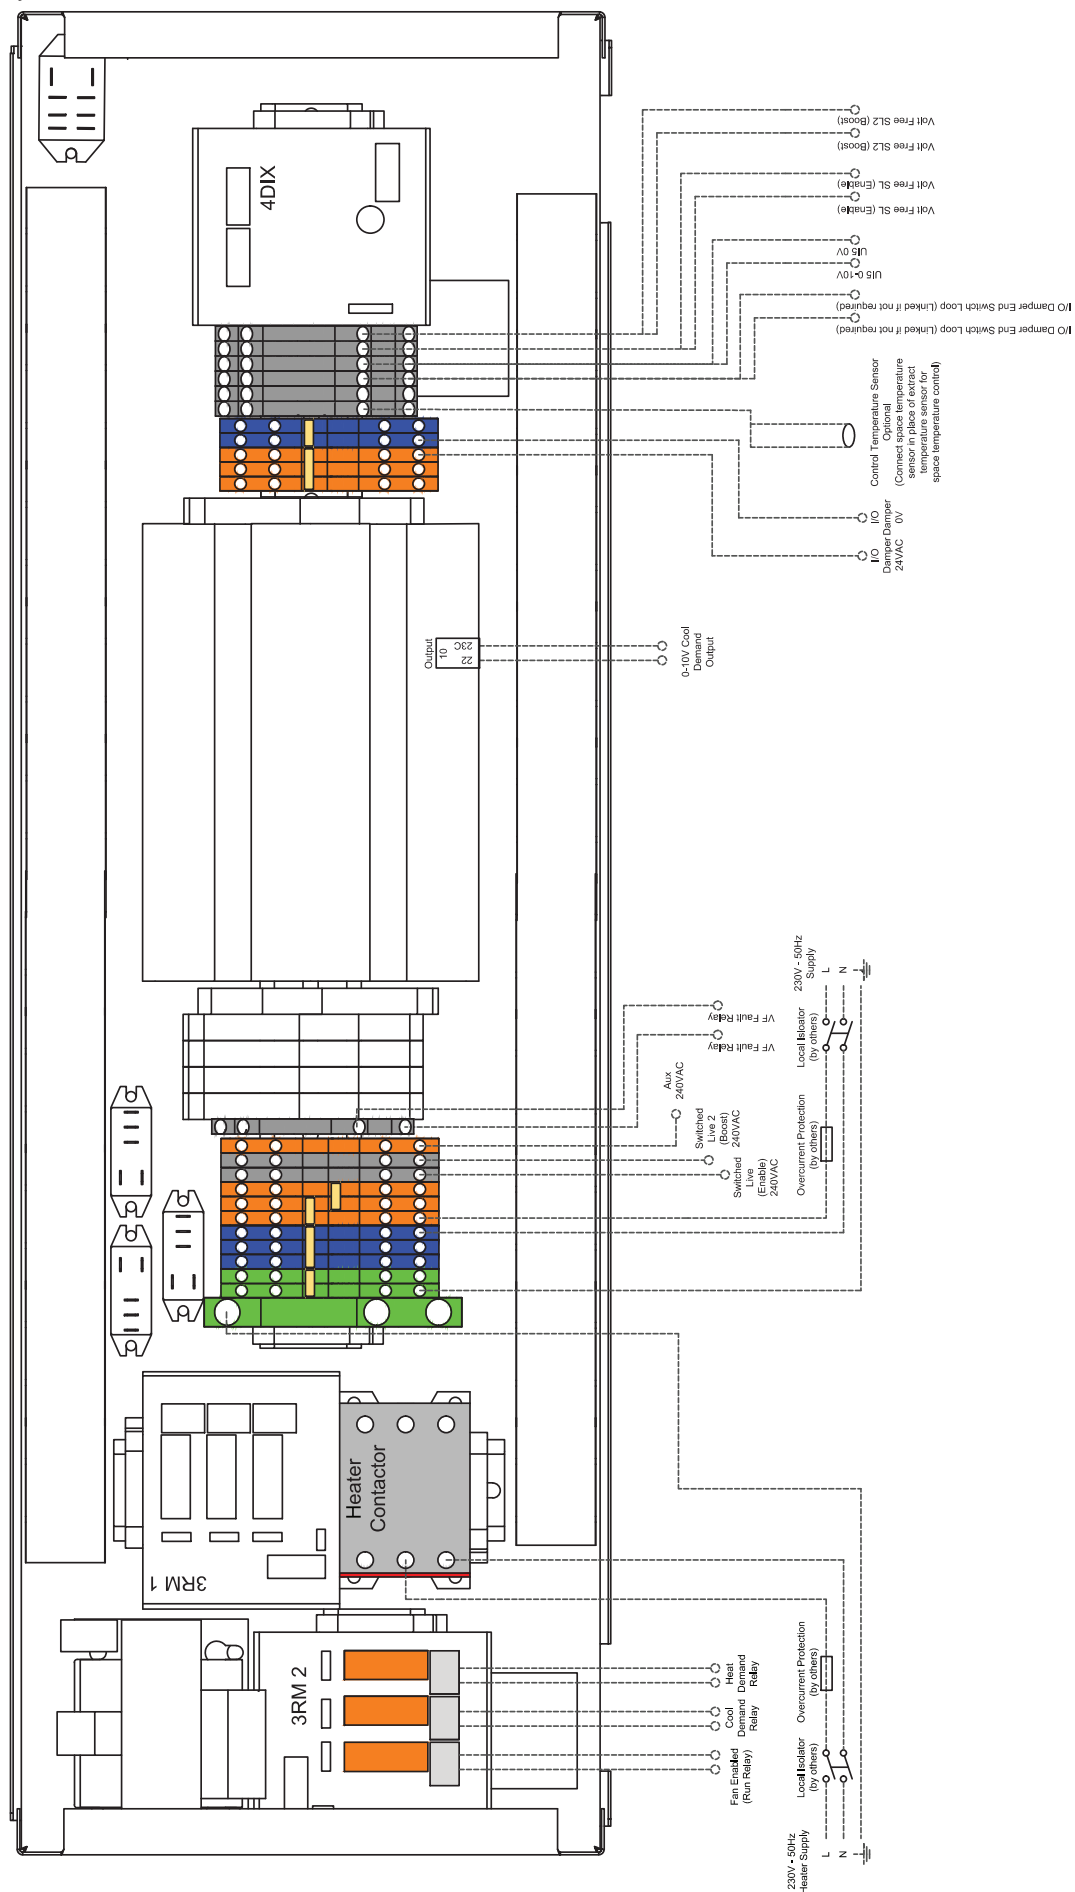 4DIX
Volt Free SL2 (Boost)
Volt Free SL2 (Boost)
Volt Free SL (Enable)
Volt Free SL (Enable)
UI5 0V
UI5 0-10V
I/O Damper End Switch Loop (Linked if not required)
I/O Damper End Switch Loop (Linked if not required)
Control Temperature Sensor
Optional
(Connect space temperature
sensor in place of extract
temperature sensor for
space temperature control)
I/O
Damper
0V
I/O
Damper
24VAC
Output
10
23C
22
0-10V Cool
Demand
Output
VF Fault Relay
VF Fault Relay
Aux
240VAC
Switched
Live 2
(Boost)
240VAC
Switched
Live
(Enable)
240VAC
230V - 50Hz
Supply
L
N
Local Isloator
(by others)
Overcurrent Protection
(by others)
Heater
Contactor
3RM 1
3RM 2
Heat
Demand
Relay
Cool
Demand
Relay
Fan Enabled
(Run Relay)
Overcurrent Protection
(by others)
Local Isolator
(by others)
230V - 50Hz
Heater Supply
L
N